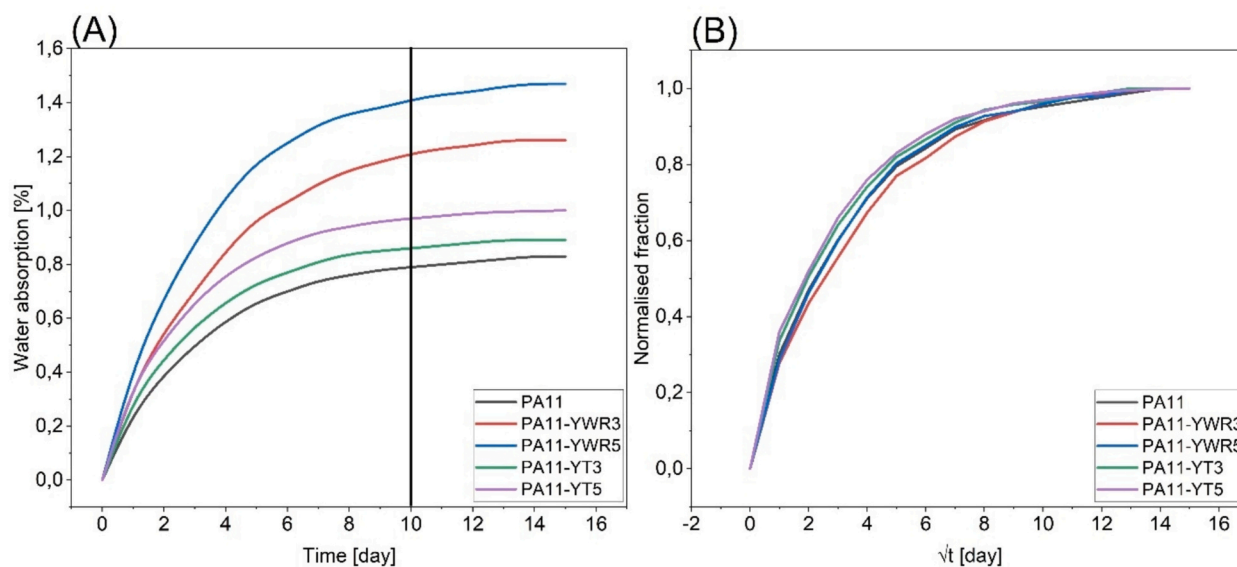 (A)
1,6
1,4
1,2
1,0
0,8
0,6
0,4
0,2
0,0
Water absorption [%]
0 2 4 6 8 10 12 14 16
Time [day]
PA11
PA11-YWR3
PA11-YWR5
PA11-YT3
PA11-YT5
(B)
1,0
0,8
0,6
0,4
0,2
0,0
Normalised fraction
-2 0 2 4 6 8 10 12 14 16
√t [day]
PA11
PA11-YWR3
PA11-YWR5
PA11-YT3
PA11-YT5